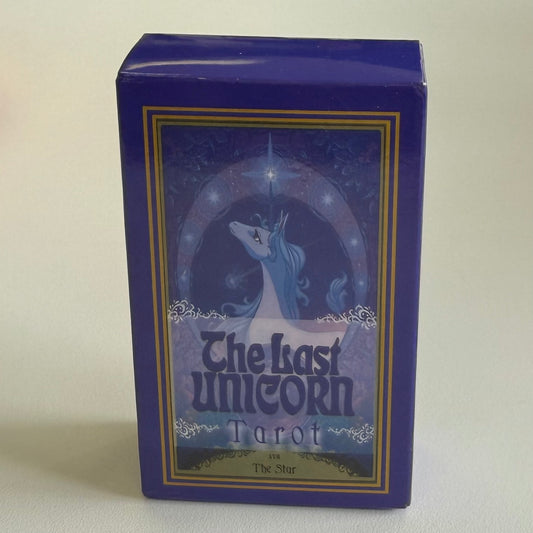 The Last
UNICORN
Tarot
XVII
The Star